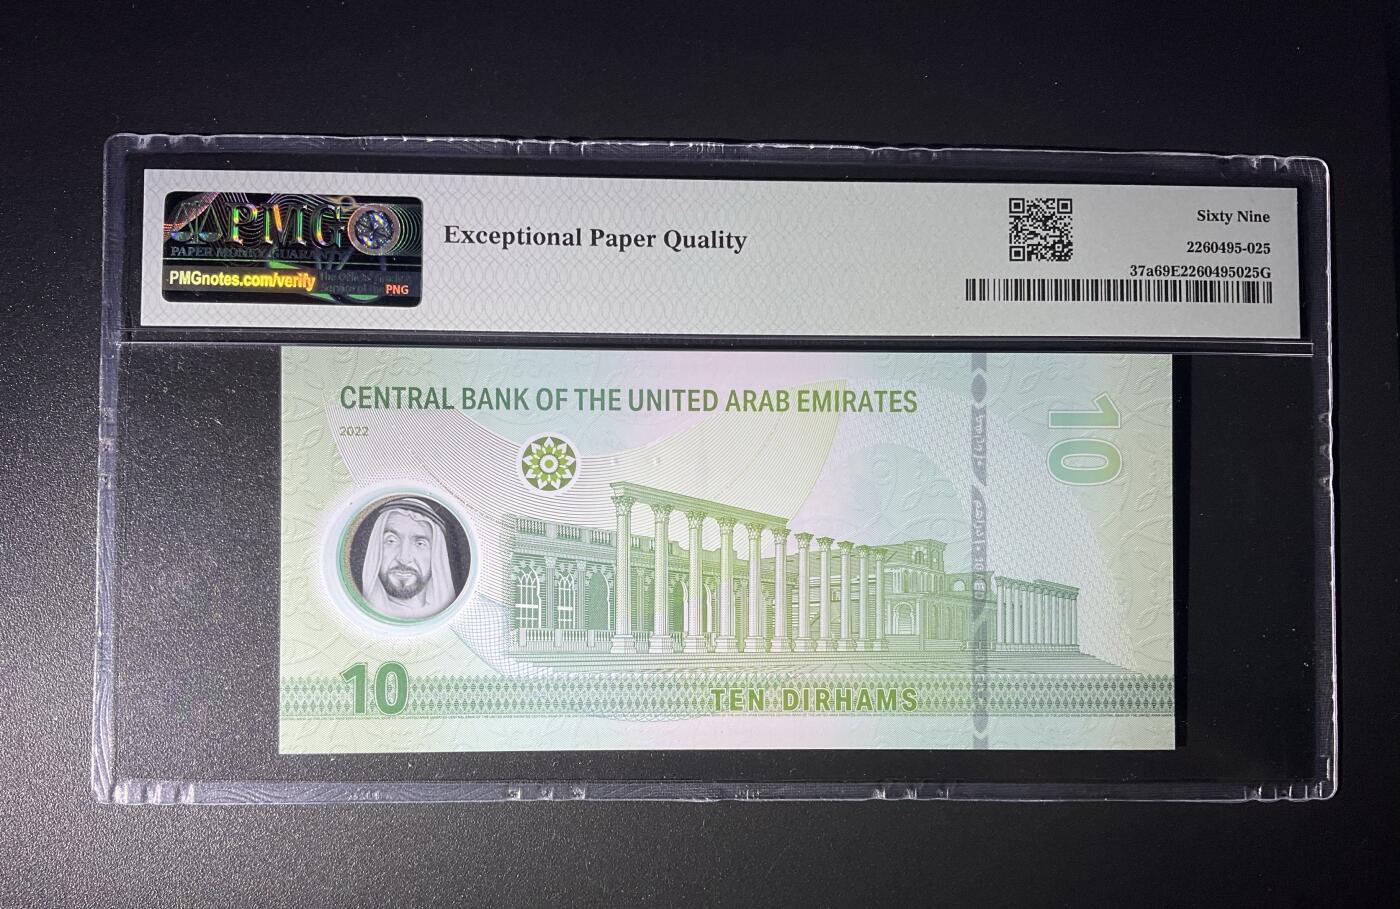 PMG
PAPER MONEY GUARANTY
PMGnotes.com/verify
PNG
Exceptional Paper Quality
Sixty Nine
2260495-025
37a69E2260495025G
CENTRAL BANK OF THE UNITED ARAB EMIRATES
2022
10
10
TEN DIRHAMS